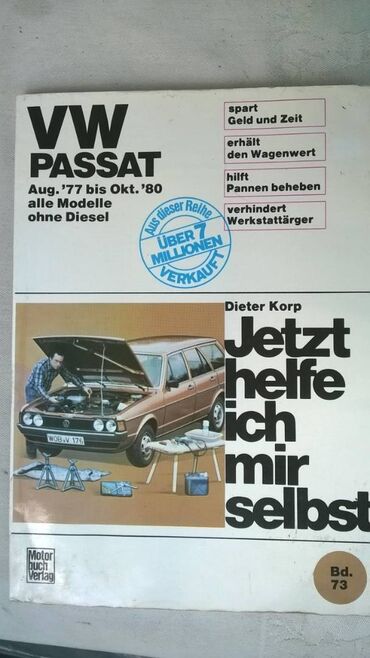 VW
PASSAT
Aug. '77 bis Okt. '80
alle Modelle
ohne Diesel
spart
Geld und Zeit
erhält
den Wagenwert
hilft
Pannen beheben
verhindert
Werkstattärger
Aus dieser Reihe
ÜBER 7
MILLIONEN
VERKAUFT
Dieter Korp
Jetzt
helfe
ich
mir
selbst
WOB-V 176
Motor
buch
Verlag
Bd.
73